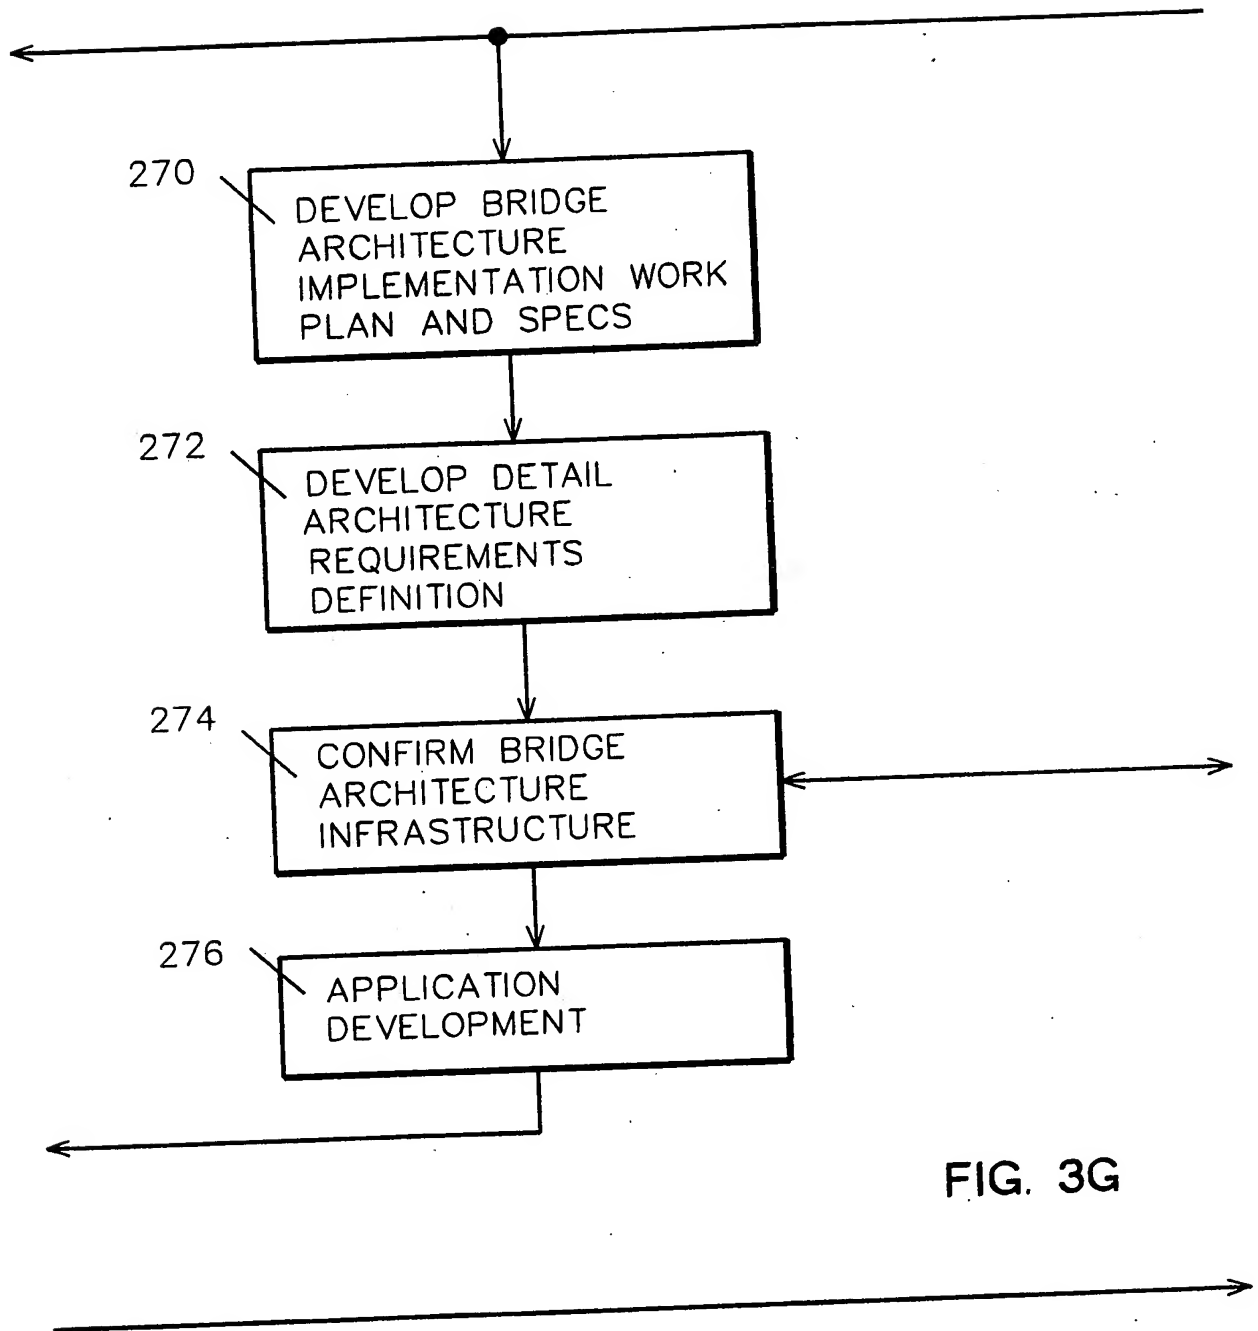 270
DEVELOP BRIDGE
ARCHITECTURE
IMPLEMENTATION WORK
PLAN AND SPECS
272
DEVELOP DETAIL
ARCHITECTURE
REQUIREMENTS
DEFINITION
274
CONFIRM BRIDGE
ARCHITECTURE
INFRASTRUCTURE
276
APPLICATION
DEVELOPMENT
FIG. 3G